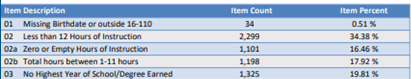 Item Description Item Count Item Percent
01 Missing Birthdate or outside 16-110 34 0.51 %
02 Less than 12 Hours of Instruction 2,299 34.38 %
02a Zero or Empty Hours of Instruction 1,101 16.46 %
02b Total hours between 1-11 hours 1,198 17.92 %
03 No Highest Year of School/Degree Earned 1,325 19.81 %